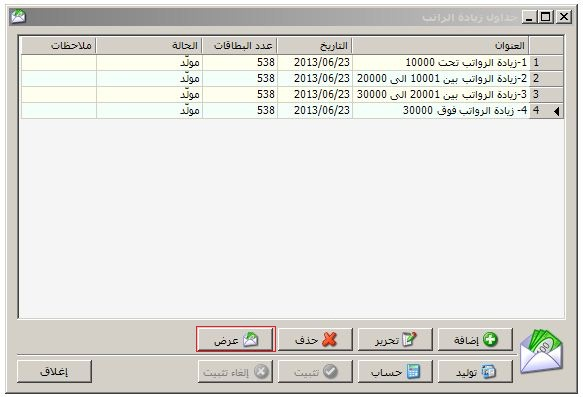 جداول زيادة الراتب
العنوان التاريخ عدد البطاقات الحالة ملاحظات
1 1-زيادة الرواتب تحت 10000 2013/06/23 538 مولّد
2 2-زيادة الرواتب بين 10001 الى 20000 2013/06/23 538 مولّد
3 3-زيادة الرواتب بين 20001 الى 30000 2013/06/23 538 مولّد
4 4- زيادة الرواتب فوق 30000 2013/06/23 538 مولّد
إضافة تحرير حذف عرض
توليد حساب تثبيت إلغاء تثبيت إغلاق